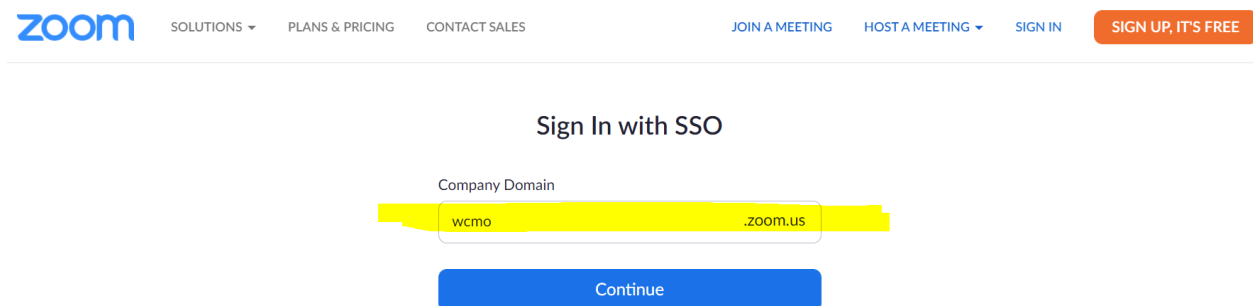 zoom SOLUTIONS PLANS & PRICING CONTACT SALES JOIN A MEETING HOST A MEETING SIGN IN SIGN UP, IT'S FREE
Sign In with SSO
Company Domain
wcmo .zoom.us
Continue